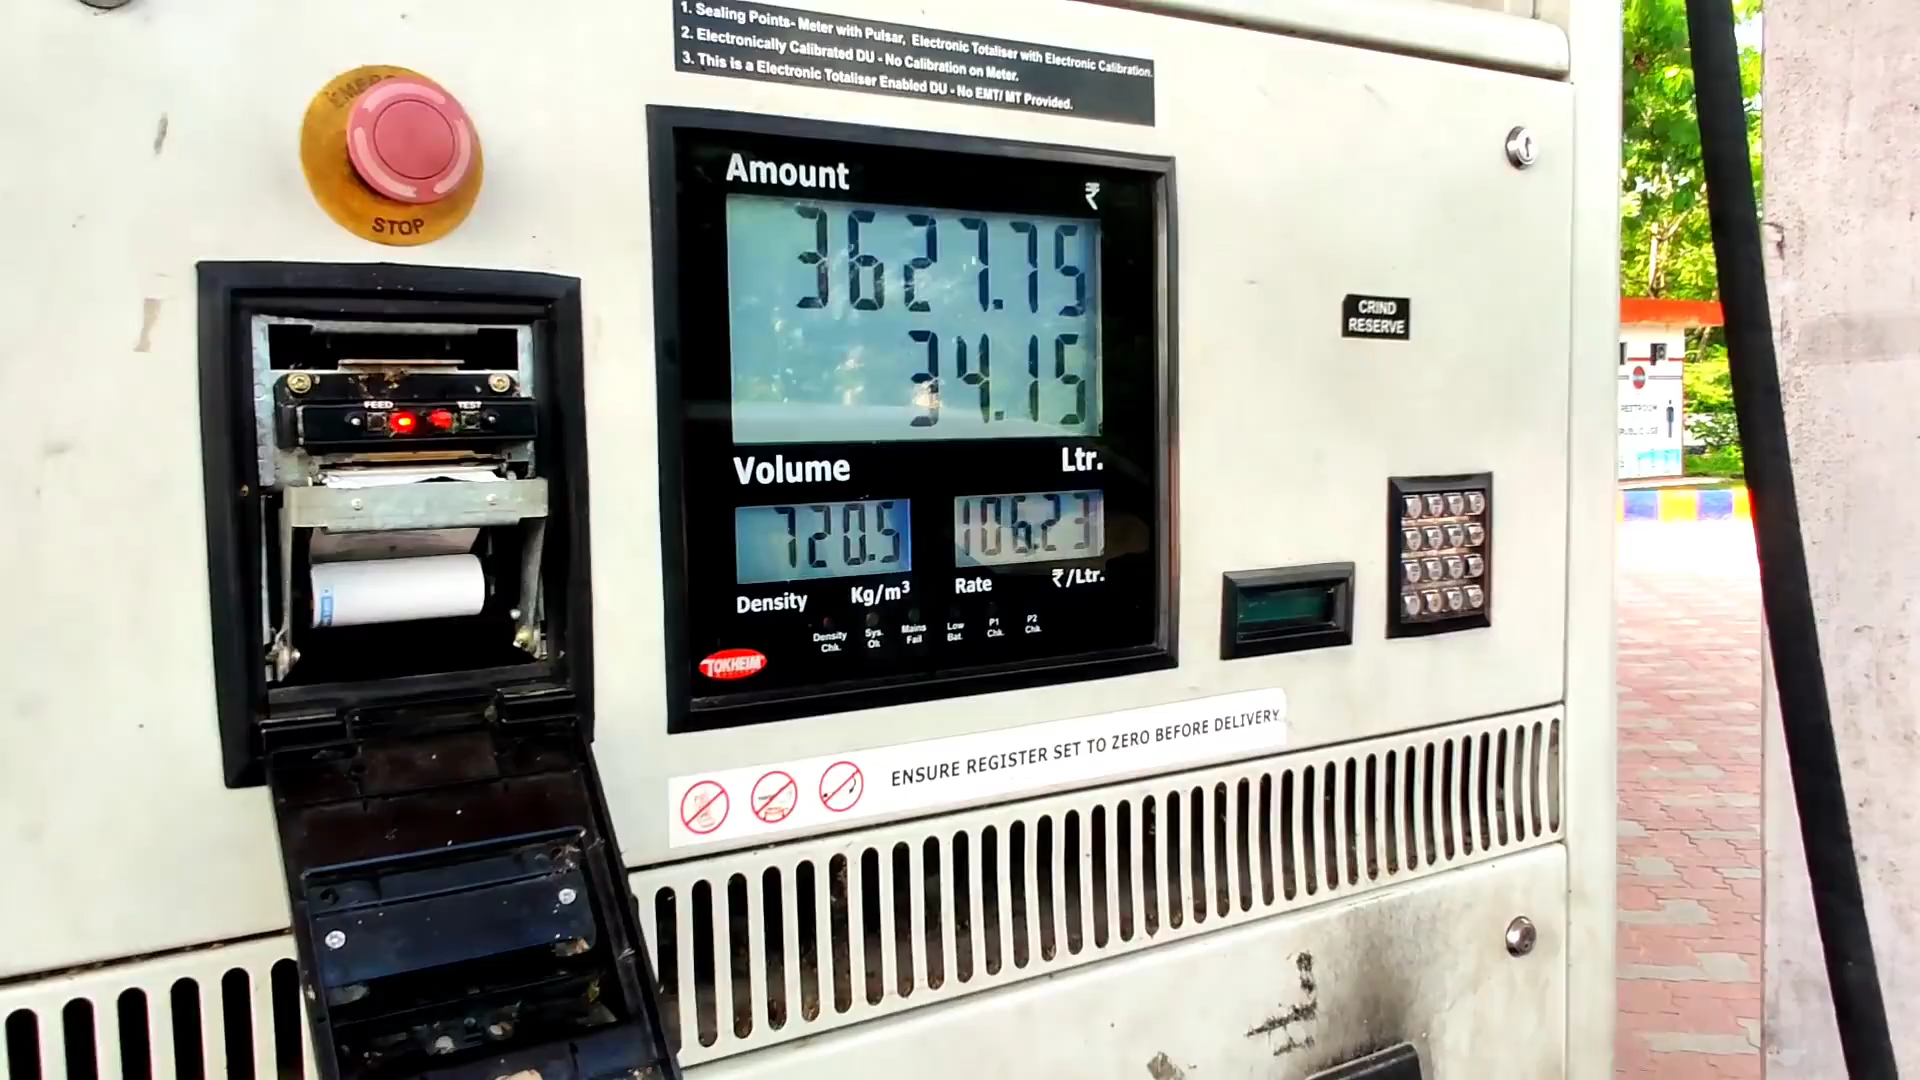 1. Sealing Points- Meter with Pulsar, Electronic Totaliser with Electronic Calibration.
2. Electronically Calibrated DU - No Calibration on Meter.
3. This is a Electronic Totaliser Enabled DU - No EMT/ MT Provided.
STOP
Amount
₹
3627.75
34.15
Volume Ltr.
720.5 106.23
Density Kg/m³ Rate ₹/Ltr.
Density Chk.
Sys. Ok
Mains Fail
Low Bat.
P1 Chk.
P2 Chk.
TOKHEIM
FEED TEST
CRIND
RESERVE
RESTROOM
PUBLIC USE
ENSURE REGISTER SET TO ZERO BEFORE DELIVERY